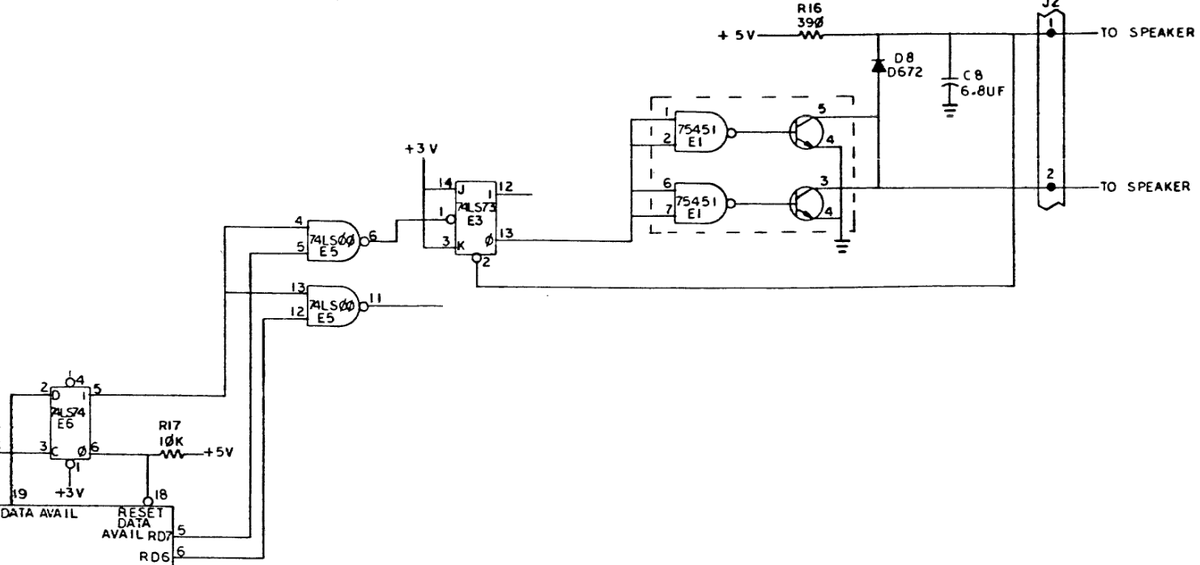 J2
R16
390
+5V
1
TO SPEAKER
D8
D672
C8
6.8UF
1
2
75451
E1
5
4
+3V
14
J
1
12
74LS73
1
E3
3
K
Ø
13
2
6
7
75451
E1
3
4
2
TO SPEAKER
4
5
74LSØØ
E5
6
13
12
74LSØØ
E5
11
4
2
D
1
5
74LS74
E6
3
C
Ø
6
1
+3V
R17
1ØK
+5V
19
18
DATA AVAIL
RESET
DATA
AVAIL
RD7
5
RD6
6